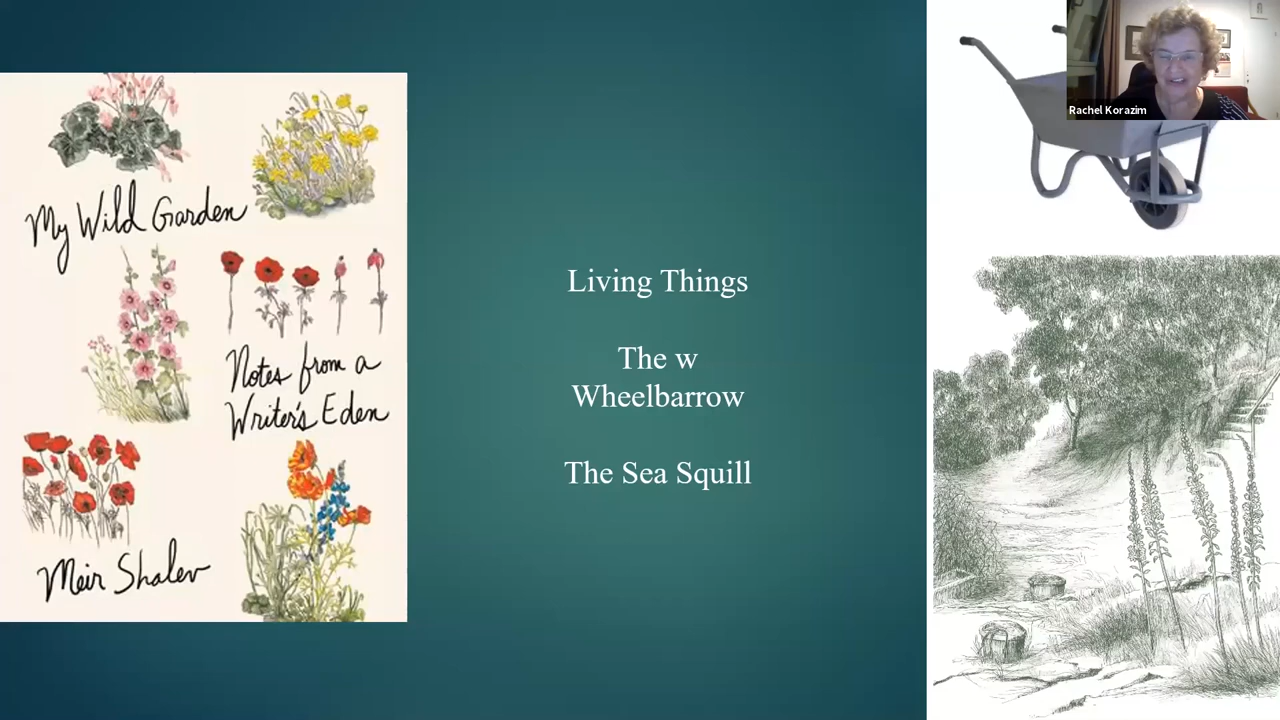 My Wild Garden
Notes from a
Writer's Eden
Meir Shalev
Living Things
The w
Wheelbarrow
The Sea Squill
Rachel Korazim